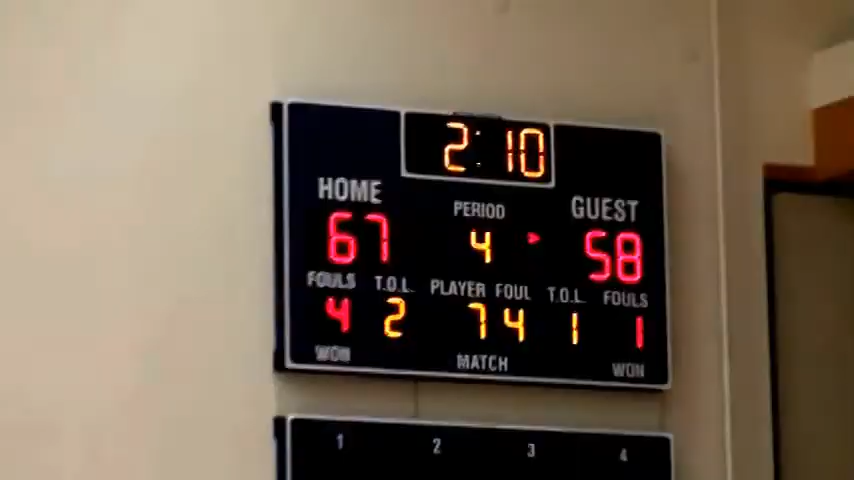 2:10
HOME PERIOD GUEST
67 4 58
FOULS T.O.L. PLAYER FOUL T.O.L. FOULS
4 2 7 4 1 1
WON MATCH WON
1 2 3 4